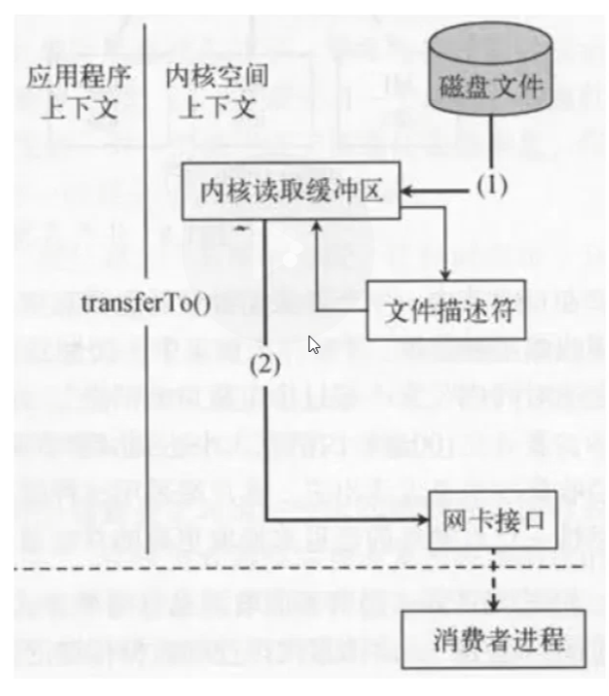 应用程序
上下文
内核空间
上下文
磁盘文件
内核读取缓冲区
(1)
transferTo()
文件描述符
(2)
网卡接口
消费者进程